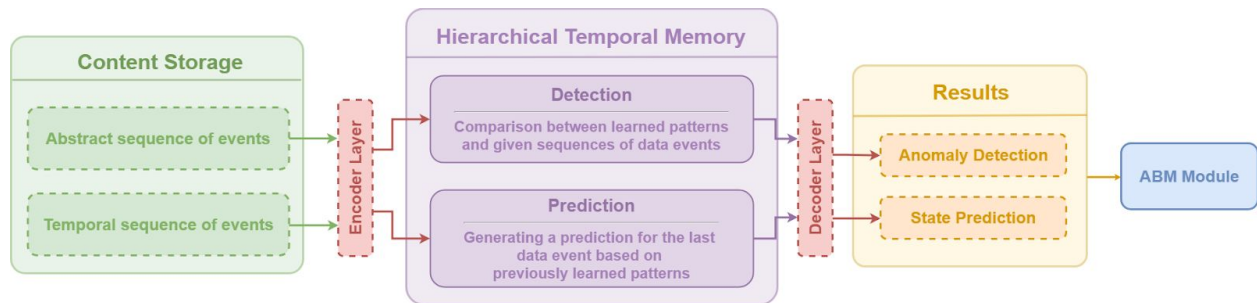 Content Storage
Abstract sequence of events
Temporal sequence of events
Encoder Layer
Hierarchical Temporal Memory
Detection
Comparison between learned patterns
and given sequences of data events
Prediction
Generating a prediction for the last
data event based on
previously learned patterns
Decoder Layer
Results
Anomaly Detection
State Prediction
ABM Module